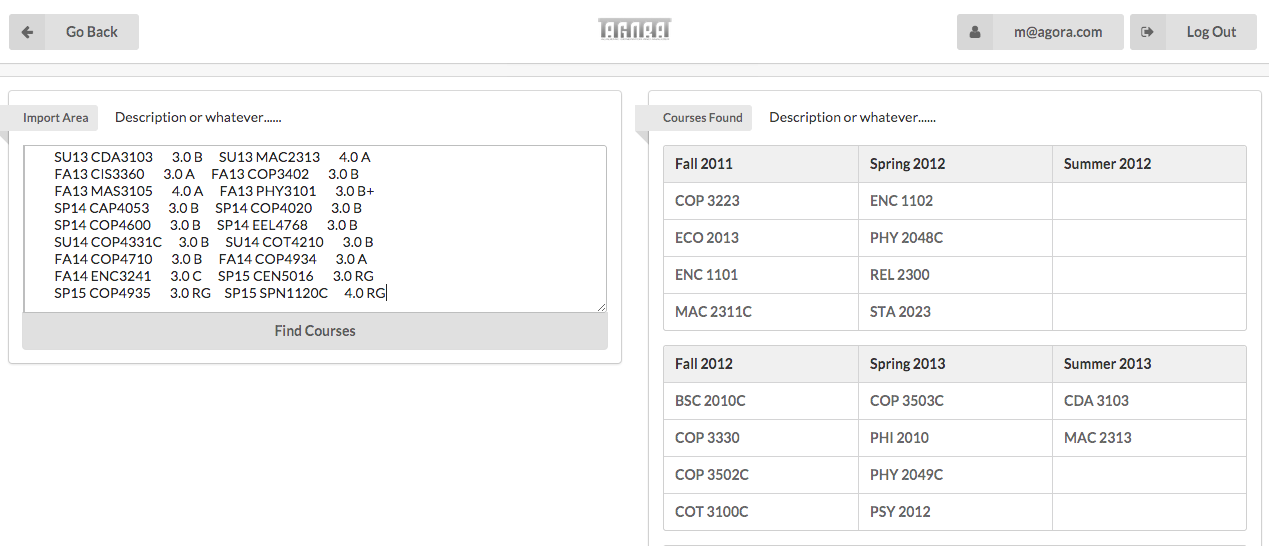 Go Back
AGORA
m@agora.com
Log Out
Import Area
Description or whatever......
SU13 CDA3103 3.0 B SU13 MAC2313 4.0 A
FA13 CIS3360 3.0 A FA13 COP3402 3.0 B
FA13 MAS3105 4.0 A FA13 PHY3101 3.0 B+
SP14 CAP4053 3.0 B SP14 COP4020 3.0 B
SP14 COP4600 3.0 B SP14 EEL4768 3.0 B
SU14 COP4331C 3.0 B SU14 COT4210 3.0 B
FA14 COP4710 3.0 B FA14 COP4934 3.0 A
FA14 ENC3241 3.0 C SP15 CEN5016 3.0 RG
SP15 COP4935 3.0 RG SP15 SPN1120C 4.0 RG
Find Courses
Courses Found
Description or whatever......
Fall 2011 Spring 2012 Summer 2012
COP 3223 ENC 1102
ECO 2013 PHY 2048C
ENC 1101 REL 2300
MAC 2311C STA 2023
Fall 2012 Spring 2013 Summer 2013
BSC 2010C COP 3503C CDA 3103
COP 3330 PHI 2010 MAC 2313
COP 3502C PHY 2049C
COT 3100C PSY 2012